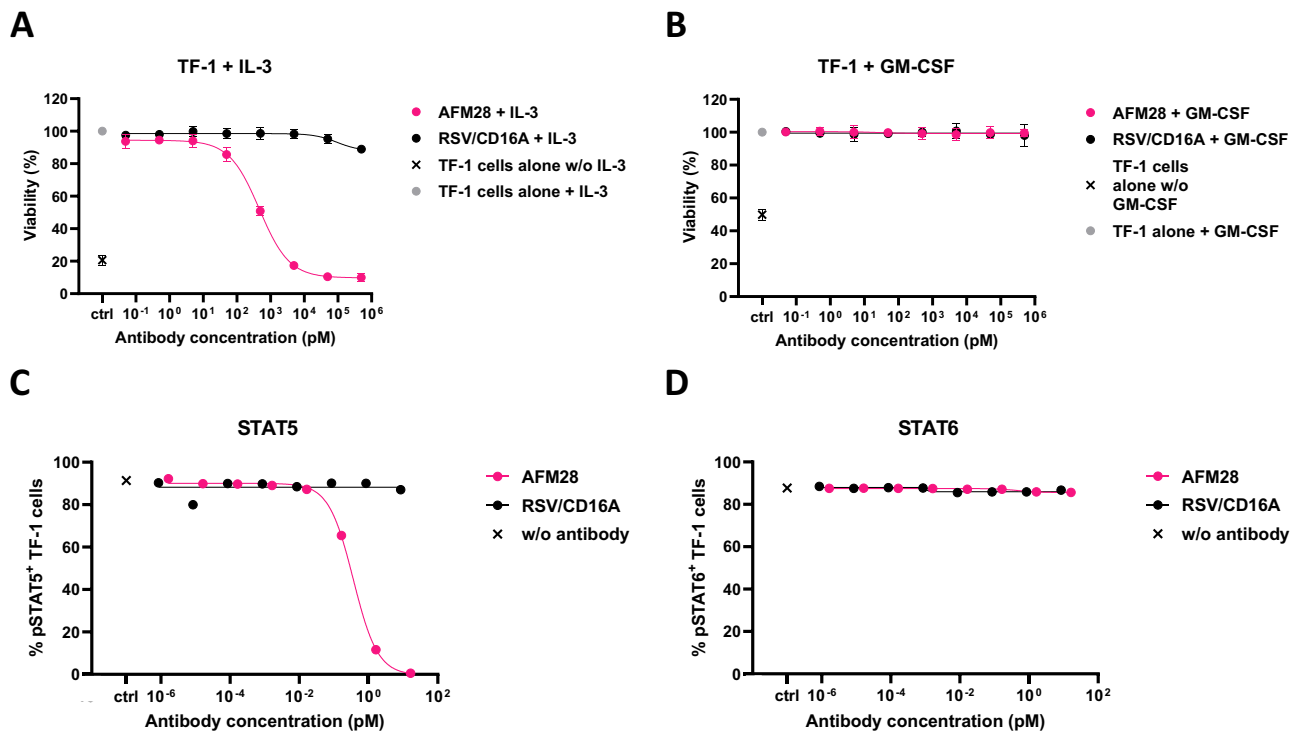 A
TF-1 + IL-3
Viability (%)
120
100
80
60
40
20
0
ctrl 10⁻¹ 10⁰ 10¹ 10² 10³ 10⁴ 10⁵ 10⁶
Antibody concentration (pM)
AFM28 + IL-3
RSV/CD16A + IL-3
TF-1 cells alone w/o IL-3
TF-1 cells alone + IL-3
B
TF-1 + GM-CSF
Viability (%)
120
100
80
60
40
20
0
ctrl 10⁻¹ 10⁰ 10¹ 10² 10³ 10⁴ 10⁵ 10⁶
Antibody concentration (pM)
AFM28 + GM-CSF
RSV/CD16A + GM-CSF
TF-1 cells
alone w/o
GM-CSF
TF-1 alone + GM-CSF
C
STAT5
% pSTAT5⁺ TF-1 cells
100
80
60
40
20
0
ctrl 10⁻⁶ 10⁻⁴ 10⁻² 10⁰ 10²
Antibody concentration (pM)
AFM28
RSV/CD16A
w/o antibody
D
STAT6
% pSTAT6⁺ TF-1 cells
100
80
60
40
20
0
ctrl 10⁻⁶ 10⁻⁴ 10⁻² 10⁰ 10²
Antibody concentration (pM)
AFM28
RSV/CD16A
w/o antibody